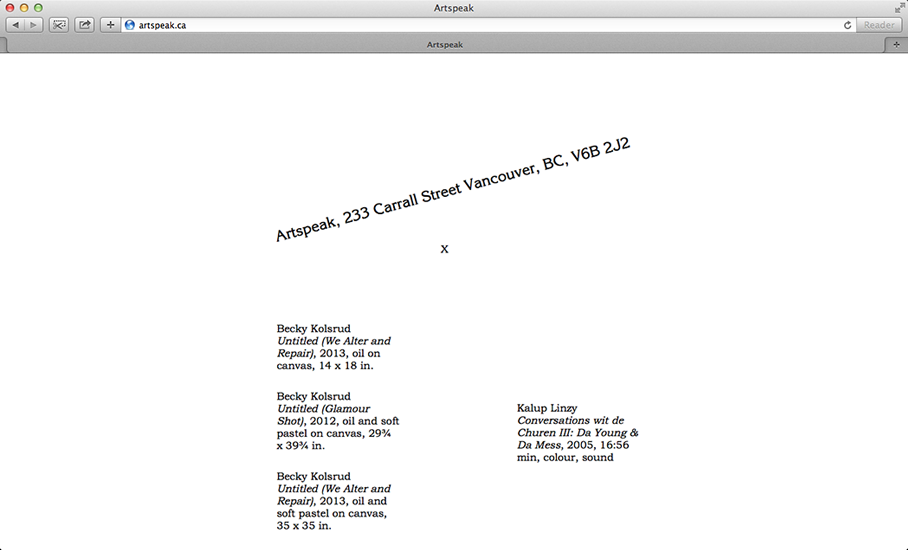 Artspeak
artspeak.ca
Reader
Artspeak
Artspeak, 233 Carrall Street Vancouver, BC, V6B 2J2
x
Becky Kolsrud
Untitled (We Alter and
Repair), 2013, oil on
canvas, 14 x 18 in.
Becky Kolsrud
Untitled (Glamour
Shot), 2012, oil and soft
pastel on canvas, 29¾
x 39¾ in.
Becky Kolsrud
Untitled (We Alter and
Repair), 2013, oil and
soft pastel on canvas,
35 x 35 in.
Kalup Linzy
Conversations wit de
Churen III: Da Young &
Da Mess, 2005, 16:56
min, colour, sound